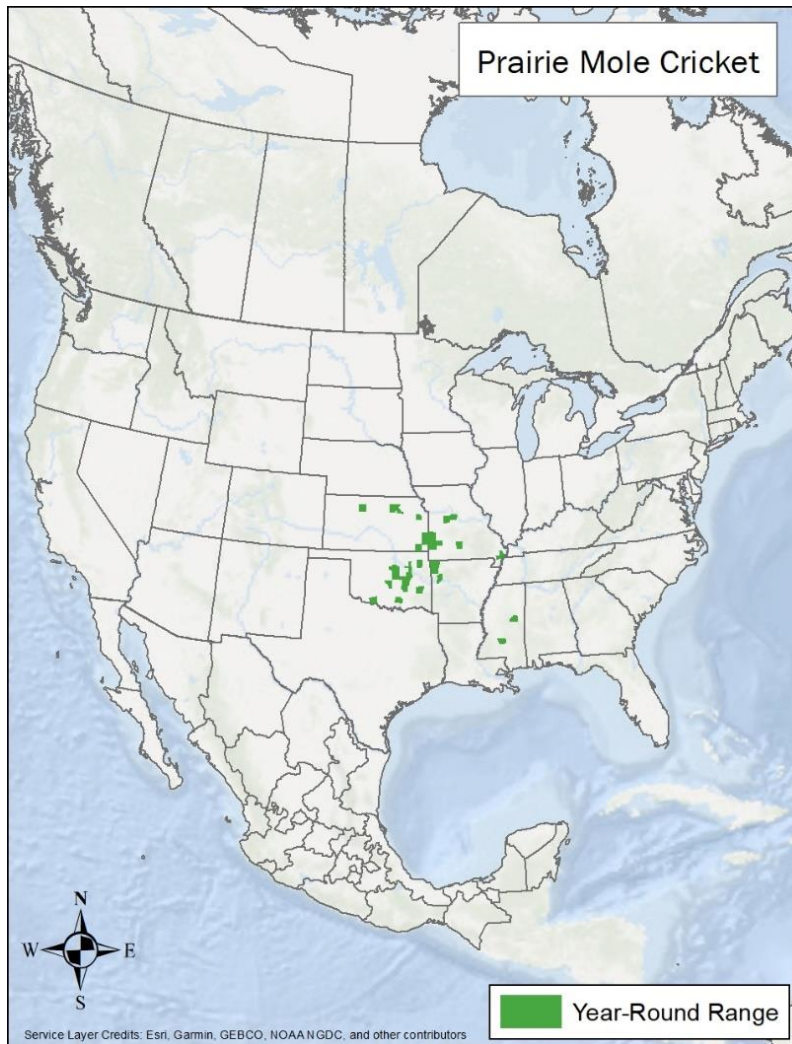 Prairie Mole Cricket
N
W E
S
Year-Round Range
Service Layer Credits: Esri, Garmin, GEBCO, NOAA NGDC, and other contributors